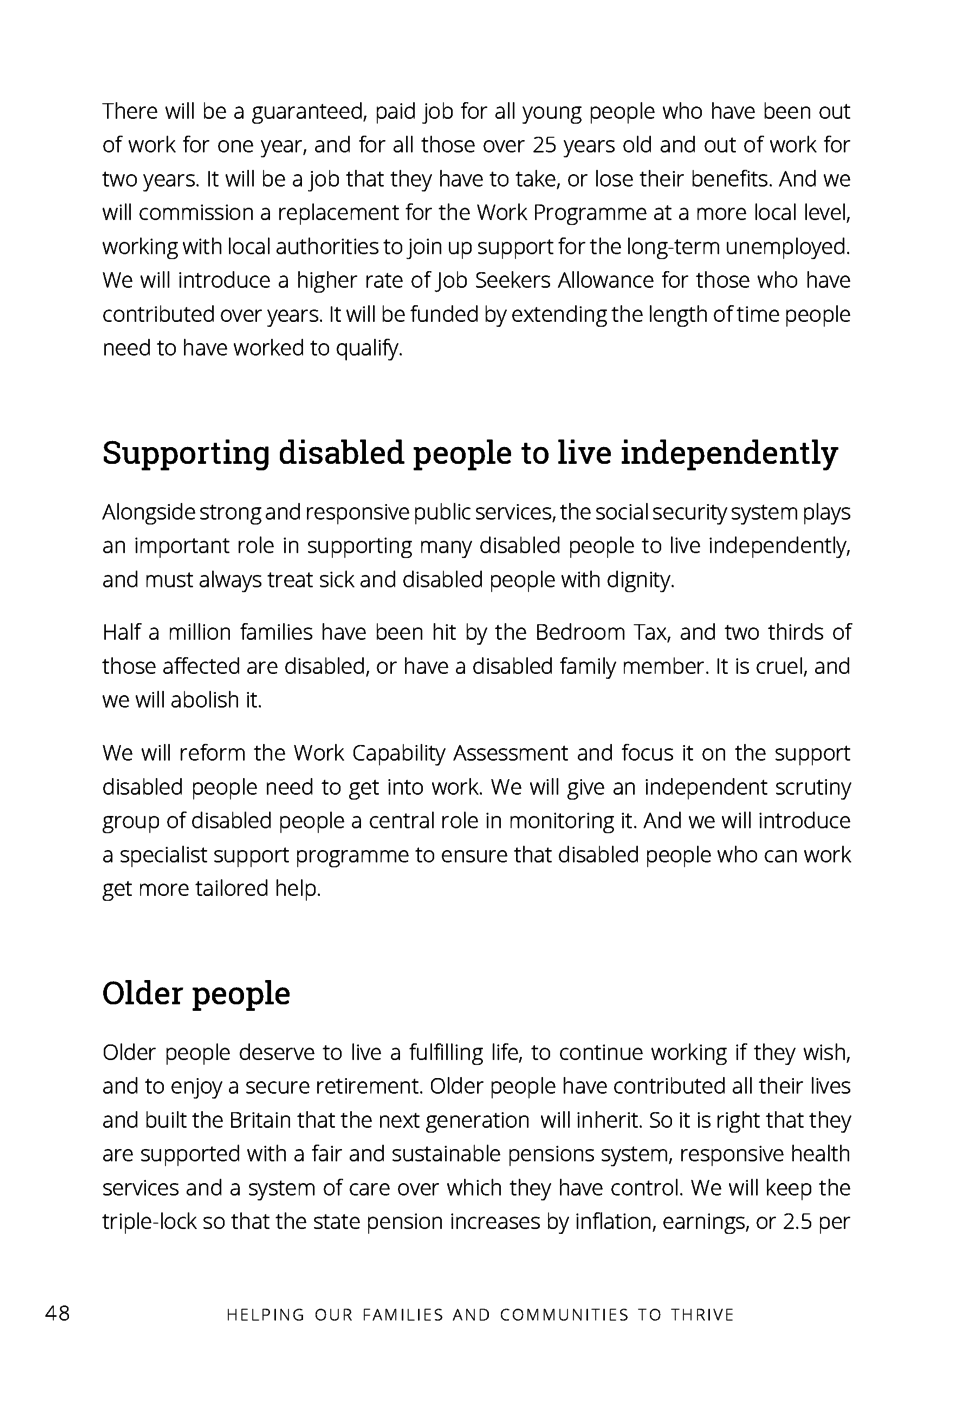 There will be a guaranteed, paid job for all young people who have been out
of work for one year, and for all those over 25 years old and out of work for
two years. It will be a job that they have to take, or lose their benefits. And we
will commission a replacement for the Work Programme at a more local level,
working with local authorities to join up support for the long-term unemployed.
We will introduce a higher rate of Job Seekers Allowance for those who have
contributed over years. It will be funded by extending the length of time people
need to have worked to qualify.
Supporting disabled people to live independently
Alongside strong and responsive public services, the social security system plays
an important role in supporting many disabled people to live independently,
and must always treat sick and disabled people with dignity.
Half a million families have been hit by the Bedroom Tax, and two thirds of
those affected are disabled, or have a disabled family member. It is cruel, and
we will abolish it.
We will reform the Work Capability Assessment and focus it on the support
disabled people need to get into work. We will give an independent scrutiny
group of disabled people a central role in monitoring it. And we will introduce
a specialist support programme to ensure that disabled people who can work
get more tailored help.
Older people
Older people deserve to live a fulfilling life, to continue working if they wish,
and to enjoy a secure retirement. Older people have contributed all their lives
and built the Britain that the next generation will inherit. So it is right that they
are supported with a fair and sustainable pensions system, responsive health
services and a system of care over which they have control. We will keep the
triple-lock so that the state pension increases by inflation, earnings, or 2.5 per
48 HELPING OUR FAMILIES AND COMMUNITIES TO THRIVE